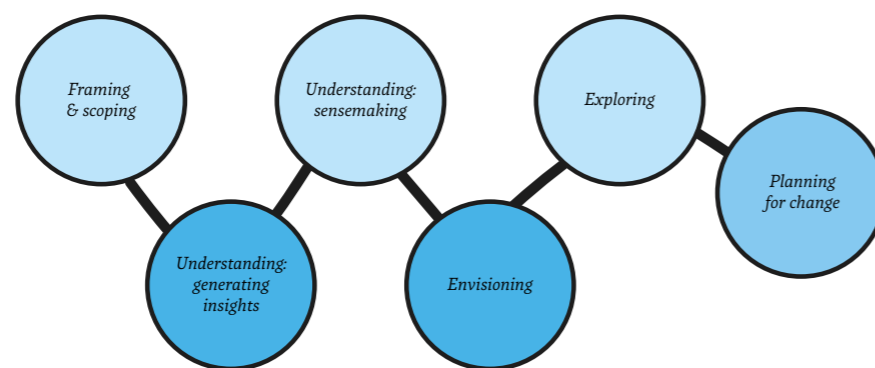 Framing
& scoping
Understanding:
generating
insights
Understanding:
sensemaking
Envisioning
Exploring
Planning
for change